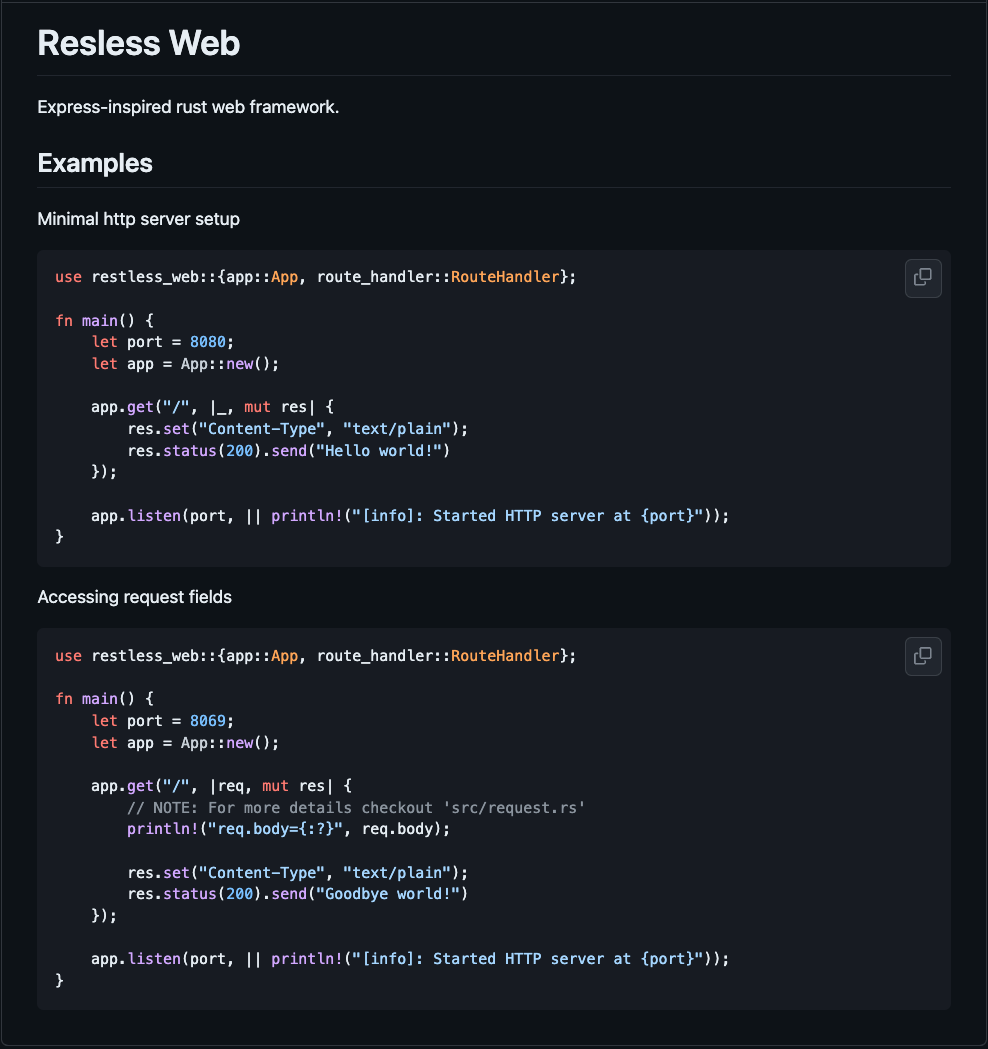 Resless Web
Express-inspired rust web framework.
Examples
Minimal http server setup
use restless_web::{app::App, route_handler::RouteHandler};
fn main() {
    let port = 8080;
    let app = App::new();
    app.get("/", |_, mut res| {
        res.set("Content-Type", "text/plain");
        res.status(200).send("Hello world!")
    });
    app.listen(port, || println!("[info]: Started HTTP server at {port}"));
}
Accessing request fields
use restless_web::{app::App, route_handler::RouteHandler};
fn main() {
    let port = 8069;
    let app = App::new();
    app.get("/", |req, mut res| {
        // NOTE: For more details checkout 'src/request.rs'
        println!("req.body={:?}", req.body);
        res.set("Content-Type", "text/plain");
        res.status(200).send("Goodbye world!")
    });
    app.listen(port, || println!("[info]: Started HTTP server at {port}"));
}